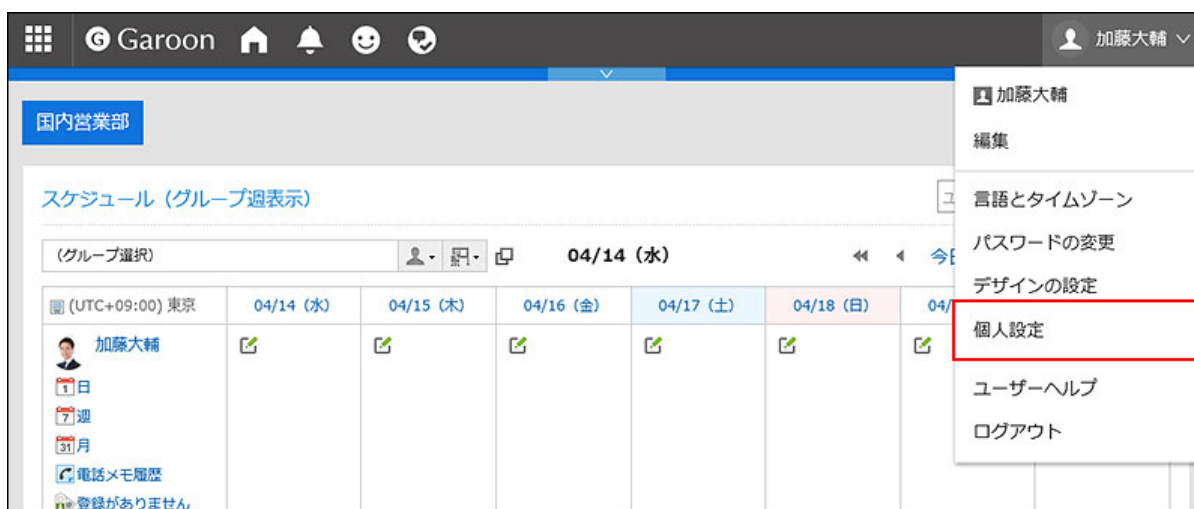 Garoon
加藤大輔
加藤大輔
編集
国内営業部
言語とタイムゾーン
パスワードの変更
デザインの設定
個人設定
ユーザーヘルプ
ログアウト
スケジュール（グループ週表示）
（グループ選択）
04/14（水）
(UTC+09:00) 東京
04/14（水）
04/15（木）
04/16（金）
04/17（土）
04/18（日）
04/
加藤大輔
1 日
7 週
31 月
電話メモ履歴
登録がありません